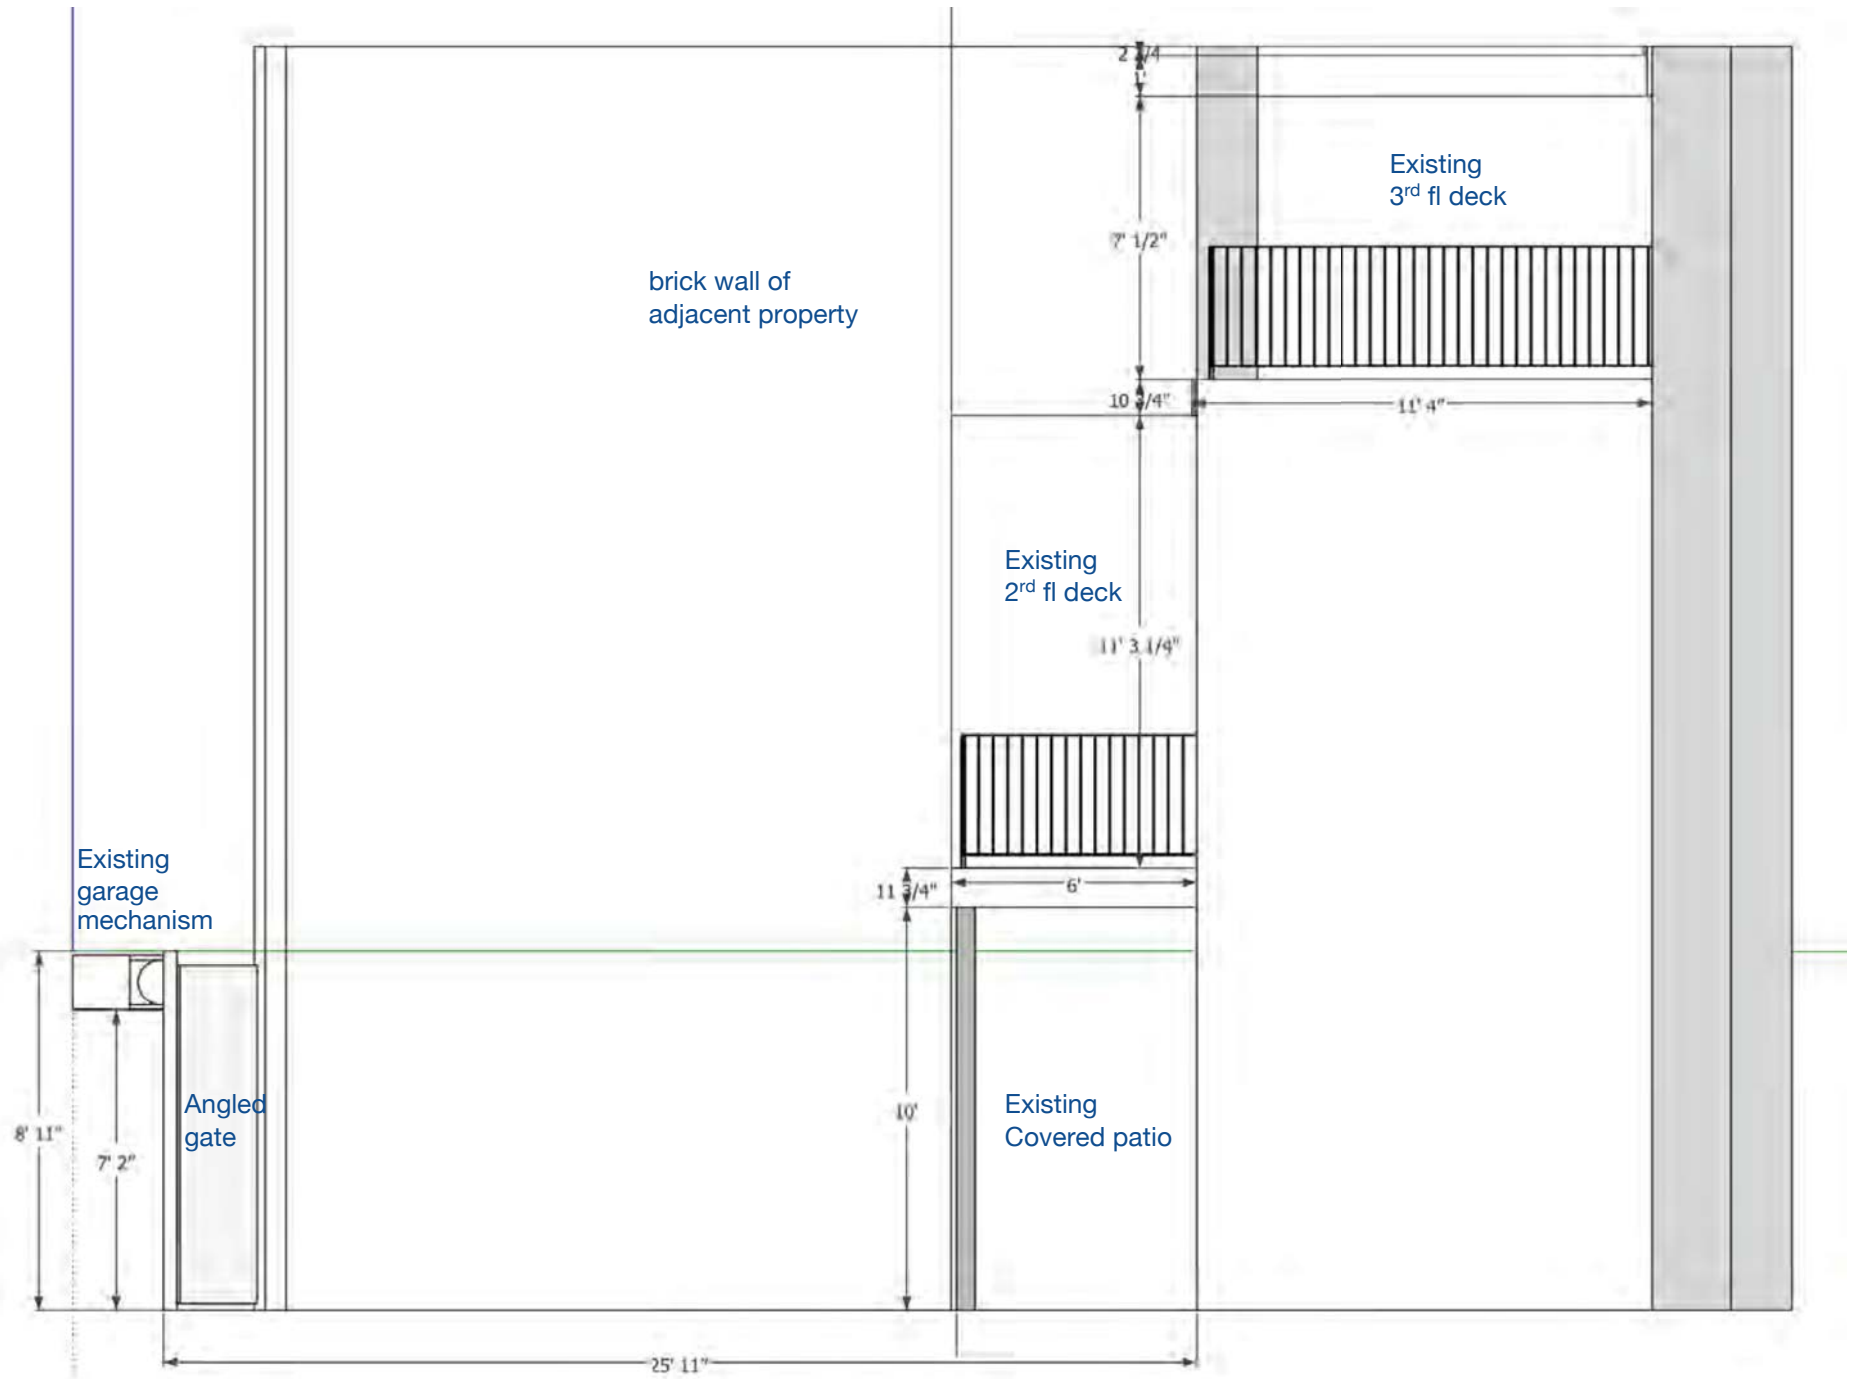 2 3/4
1'
Existing
3rd fl deck
7' 1/2"
brick wall of
adjacent property
10 3/4"
11' 4"
Existing
2rd fl deck
11' 3 1/4"
Existing
garage
mechanism
11 3/4"
6'
Angled
gate
10'
Existing
Covered patio
8' 11"
7' 2"
25' 11"